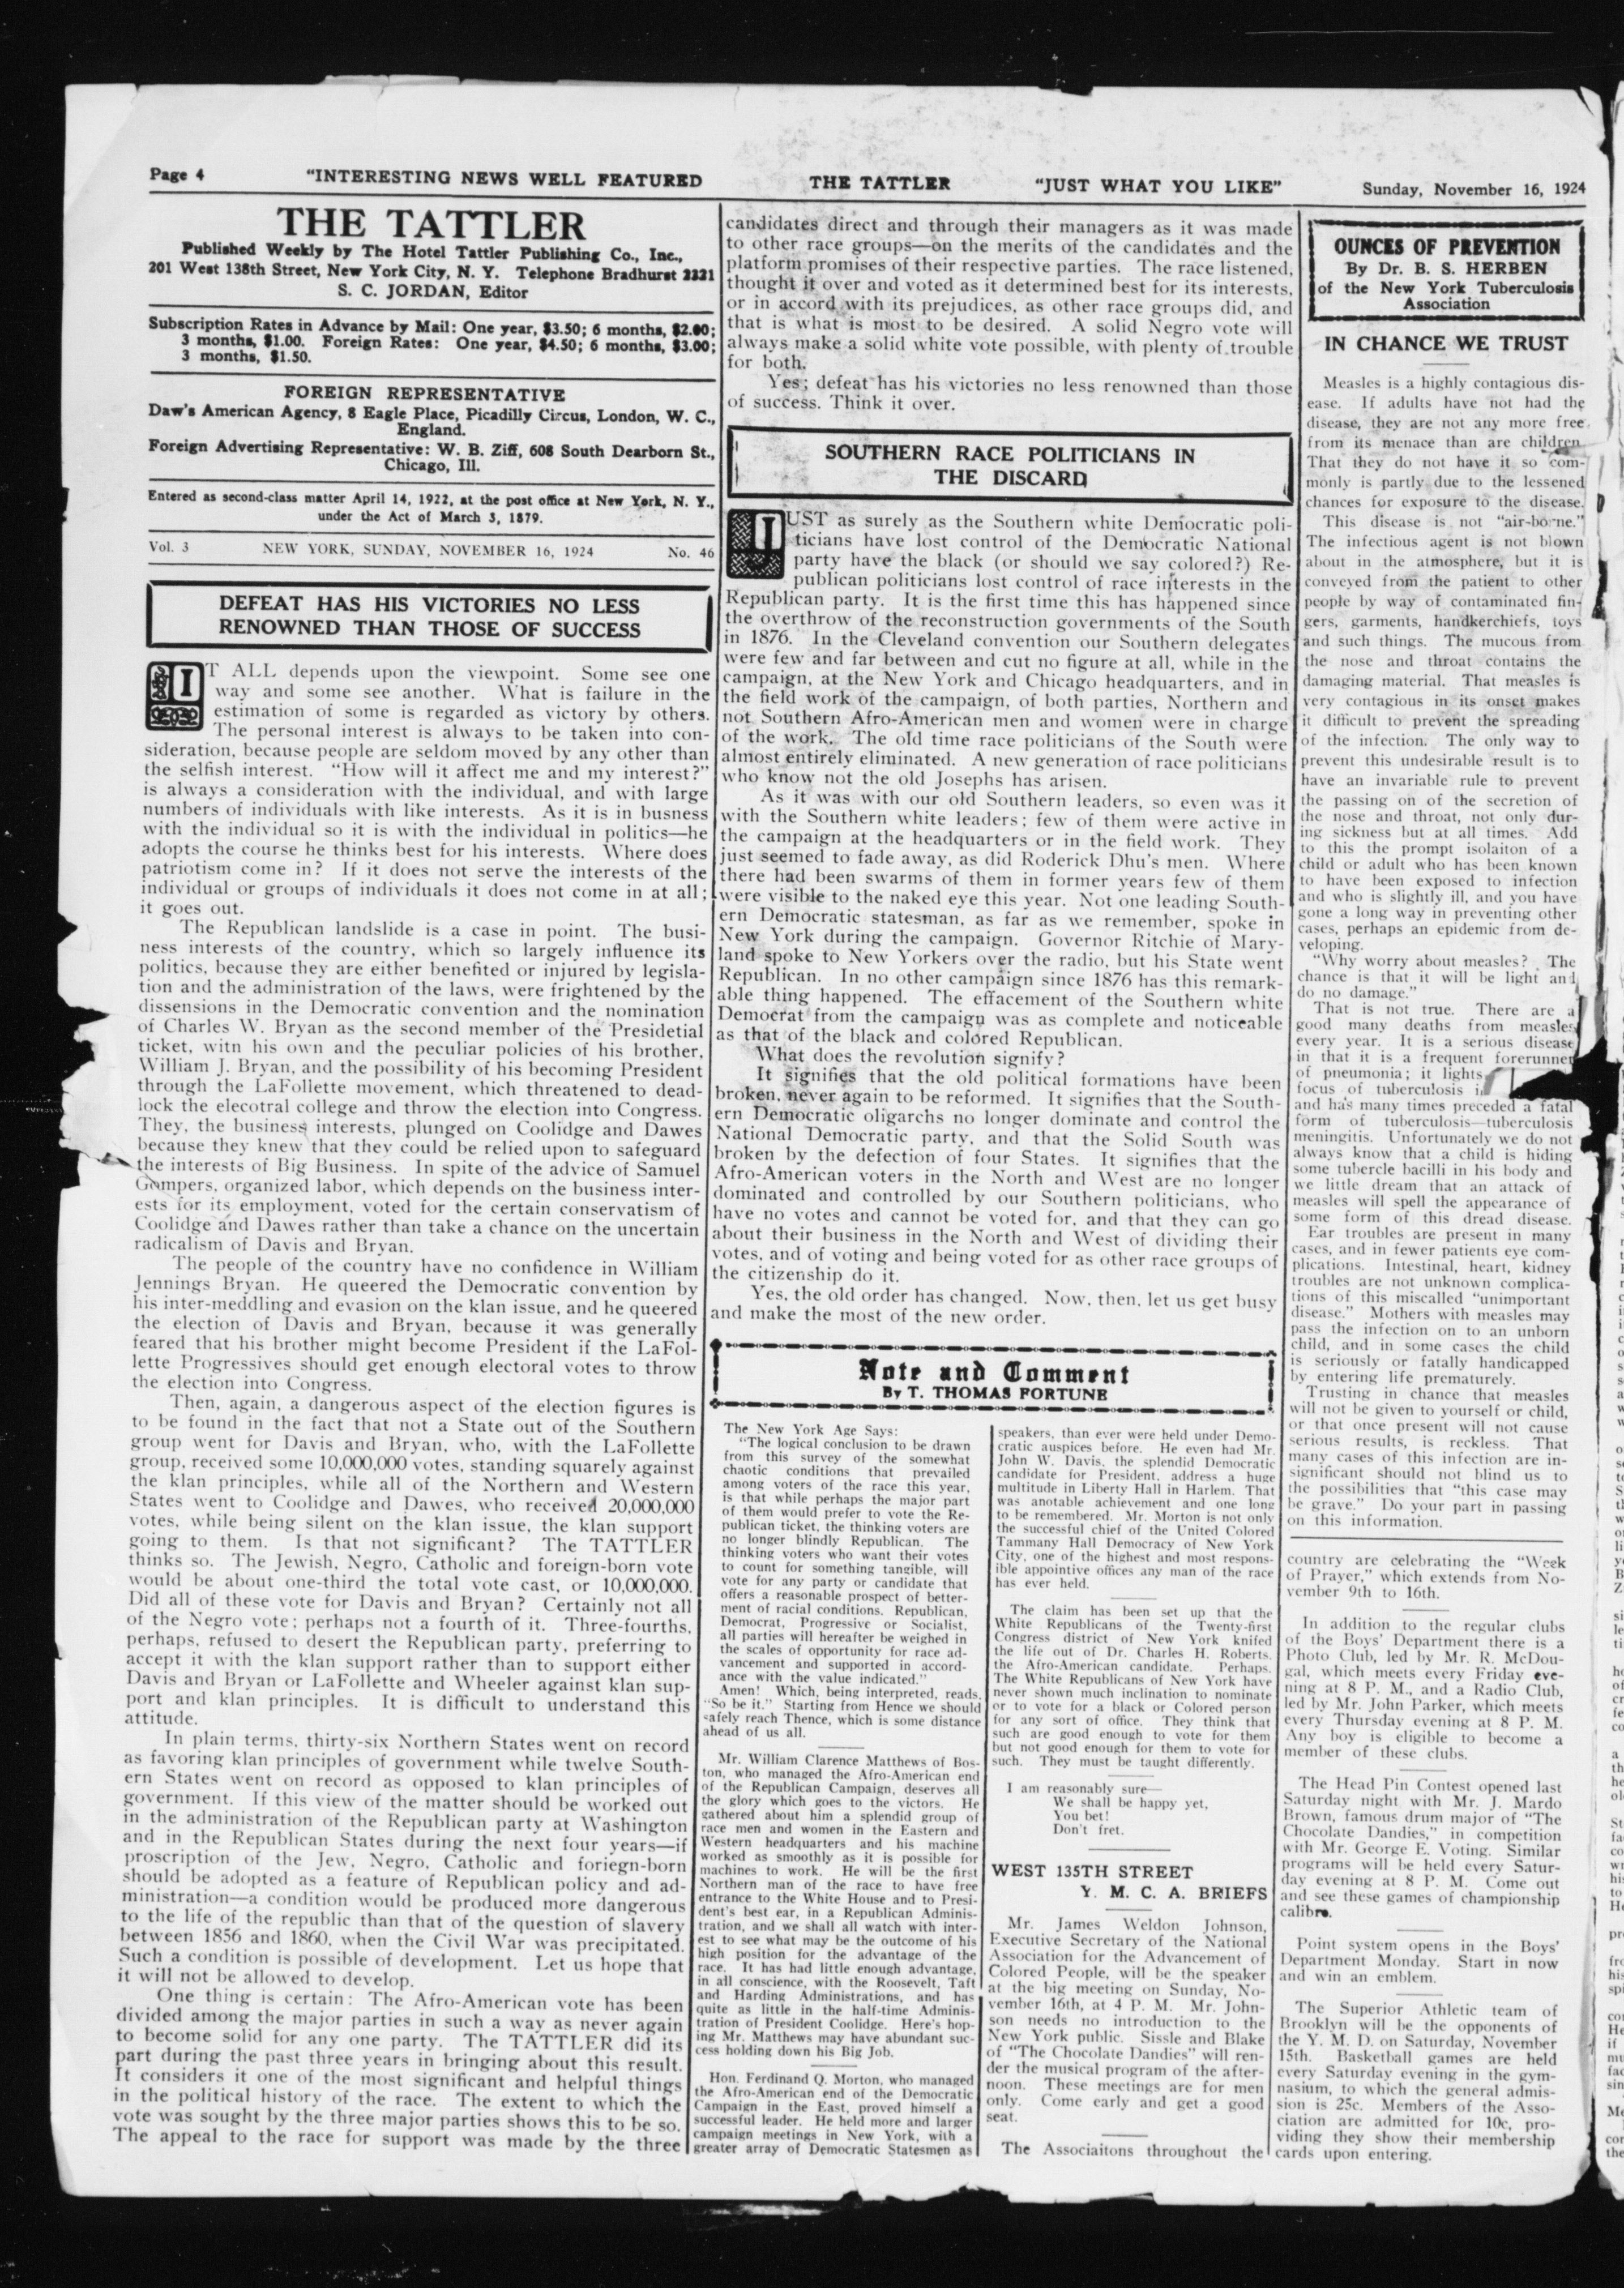 Page 4
"INTERESTING NEWS WELL FEATURED
THE TATTLER
"JUST WHAT YOU LIKE"
Sunday, November 16, 1924
THE TATTLER
Published Weekly by The Hotel Tattler Publishing Co., Inc.,
201 West 138th Street, New York City, N. Y. Telephone Bradhurst 2321
S. C. JORDAN, Editor
Subscription Rates in Advance by Mail: One year, $3.50; 6 months, $2.00;
3 months, $1.00. Foreign Rates: One year, $4.50; 6 months, $3.00;
3 months, $1.50.
FOREIGN REPRESENTATIVE
Daw's American Agency, 8 Eagle Place, Picadilly Circus, London, W. C.,
England.
Foreign Advertising Representative: W. B. Ziff, 608 South Dearborn St.,
Chicago, Ill.
Entered as second-class matter April 14, 1922, at the post office at New York, N. Y.,
under the Act of March 3, 1879.
Vol. 3 NEW YORK, SUNDAY, NOVEMBER 16, 1924 No. 46
DEFEAT HAS HIS VICTORIES NO LESS
RENOWNED THAN THOSE OF SUCCESS
IT ALL depends upon the viewpoint. Some see one
way and some see another. What is failure in the
estimation of some is regarded as victory by others.
The personal interest is always to be taken into con-
sideration, because people are seldom moved by any other than
the selfish interest. "How will it affect me and my interest?"
is always a consideration with the individual, and with large
numbers of individuals with like interests. As it is in busness
with the individual so it is with the individual in politics—he
adopts the course he thinks best for his interests. Where does
patriotism come in? If it does not serve the interests of the
individual or groups of individuals it does not come in at all;
it goes out.
The Republican landslide is a case in point. The busi-
ness interests of the country, which so largely influence its
politics, because they are either benefited or injured by legisla-
tion and the administration of the laws, were frightened by the
dissensions in the Democratic convention and the nomination
of Charles W. Bryan as the second member of the Presidetial
ticket, witn his own and the peculiar policies of his brother,
William J. Bryan, and the possibility of his becoming President
through the LaFollette movement, which threatened to dead-
lock the elecotral college and throw the election into Congress.
They, the business interests, plunged on Coolidge and Dawes
because they knew that they could be relied upon to safeguard
the interests of Big Business. In spite of the advice of Samuel
Gompers, organized labor, which depends on the business inter-
ests for its employment, voted for the certain conservatism of
Coolidge and Dawes rather than take a chance on the uncertain
radicalism of Davis and Bryan.
The people of the country have no confidence in William
Jennings Bryan. He queered the Democratic convention by
his inter-meddling and evasion on the klan issue, and he queered
the election of Davis and Bryan, because it was generally
feared that his brother might become President if the LaFol-
lette Progressives should get enough electoral votes to throw
the election into Congress.
Then, again, a dangerous aspect of the election figures is
to be found in the fact that not a State out of the Southern
group went for Davis and Bryan, who, with the LaFollette
group, received some 10,000,000 votes, standing squarely against
the klan principles, while all of the Northern and Western
States went to Coolidge and Dawes, who received 20,000,000
votes, while being silent on the klan issue, the klan support
going to them. Is that not significant? The TATTLER
thinks so. The Jewish, Negro, Catholic and foreign-born vote
would be about one-third the total vote cast, or 10,000,000.
Did all of these vote for Davis and Bryan? Certainly not all
of the Negro vote; perhaps not a fourth of it. Three-fourths,
perhaps, refused to desert the Republican party, preferring to
accept it with the klan support rather than to support either
Davis and Bryan or LaFollette and Wheeler against klan sup-
port and klan principles. It is difficult to understand this
attitude.
In plain terms, thirty-six Northern States went on record
as favoring klan principles of government while twelve South-
ern States went on record as opposed to klan principles of
government. If this view of the matter should be worked out
in the administration of the Republican party at Washington
and in the Republican States during the next four years—if
proscription of the Jew, Negro, Catholic and foriegn-born
should be adopted as a feature of Republican policy and ad-
ministration—a condition would be produced more dangerous
to the life of the republic than that of the question of slavery
between 1856 and 1860, when the Civil War was precipitated.
Such a condition is possible of development. Let us hope that
it will not be allowed to develop.
One thing is certain: The Afro-American vote has been
divided among the major parties in such a way as never again
to become solid for any one party. The TATTLER did its
part during the past three years in bringing about this result.
It considers it one of the most significant and helpful things
in the political history of the race. The extent to which the
vote was sought by the three major parties shows this to be so.
The appeal to the race for support was made by the three
candidates direct and through their managers as it was made
to other race groups—on the merits of the candidates and the
platform promises of their respective parties. The race listened,
thought it over and voted as it determined best for its interests,
or in accord with its prejudices, as other race groups did, and
that is what is most to be desired. A solid Negro vote will
always make a solid white vote possible, with plenty of trouble
for both.
Yes; defeat has his victories no less renowned than those
of success. Think it over.
SOUTHERN RACE POLITICIANS IN
THE DISCARD
JUST as surely as the Southern white Democratic poli-
ticians have lost control of the Democratic National
party have the black (or should we say colored?) Re-
publican politicians lost control of race interests in the
Republican party. It is the first time this has happened since
the overthrow of the reconstruction governments of the South
in 1876. In the Cleveland convention our Southern delegates
were few and far between and cut no figure at all, while in the
campaign, at the New York and Chicago headquarters, and in
the field work of the campaign, of both parties, Northern and
not Southern Afro-American men and women were in charge
of the work. The old time race politicians of the South were
almost entirely eliminated. A new generation of race politicians
who know not the old Josephs has arisen.
As it was with our old Southern leaders, so even was it
with the Southern white leaders; few of them were active in
the campaign at the headquarters or in the field work. They
just seemed to fade away, as did Roderick Dhu's men. Where
there had been swarms of them in former years few of them
were visible to the naked eye this year. Not one leading South-
ern Democratic statesman, as far as we remember, spoke in
New York during the campaign. Governor Ritchie of Mary-
land spoke to New Yorkers over the radio, but his State went
Republican. In no other campaign since 1876 has this remark-
able thing happened. The effacement of the Southern white
Democrat from the campaign was as complete and noticeable
as that of the black and colored Republican.
What does the revolution signify?
It signifies that the old political formations have been
broken, never again to be reformed. It signifies that the South-
ern Democratic oligarchs no longer dominate and control the
National Democratic party, and that the Solid South was
broken by the defection of four States. It signifies that the
Afro-American voters in the North and West are no longer
dominated and controlled by our Southern politicians, who
have no votes and cannot be voted for, and that they can go
about their business in the North and West of dividing their
votes, and of voting and being voted for as other race groups of
the citizenship do it.
Yes, the old order has changed. Now, then, let us get busy
and make the most of the new order.
Note and Comment
By T. THOMAS FORTUNE
The New York Age Says:
"The logical conclusion to be drawn
from this survey of the somewhat
chaotic conditions that prevailed
among voters of the race this year,
is that while perhaps the major part
of them would prefer to vote the Re-
publican ticket, the thinking voters are
no longer blindly Republican. The
thinking voters who want their votes
to count for something tangible, will
vote for any party or candidate that
offers a reasonable prospect of better-
ment of racial conditions. Republican,
Democrat, Progressive or Socialist,
all parties will hereafter be weighed in
the scales of opportunity for race ad-
vancement and supported in accord-
ance with the value indicated."
Amen! Which, being interpreted, reads,
"So be it." Starting from Hence we should
safely reach Thence, which is some distance
ahead of us all.
Mr. William Clarence Matthews of Bos-
ton, who managed the Afro-American end
of the Republican Campaign, deserves all
the glory which goes to the victors. He
gathered about him a splendid group of
race men and women in the Eastern and
Western headquarters and his machine
worked as smoothly as it is possible for
machines to work. He will be the first
Northern man of the race to have free
entrance to the White House and to Presi-
dent's best ear, in a Republican Adminis-
tration, and we shall all watch with inter-
est to see what may be the outcome of his
high position for the advantage of the
race. It has had little enough advantage,
in all conscience, with the Roosevelt, Taft
and Harding Administrations, and has
quite as little in the half-time Adminis-
tration of President Coolidge. Here's hop-
ing Mr. Matthews may have abundant suc-
cess holding down his Big Job.
Hon. Ferdinand Q. Morton, who managed
the Afro-American end of the Democratic
Campaign in the East, proved himself a
successful leader. He held more and larger
campaign meetings in New York, with a
greater array of Democratic Statesmen as
speakers, than ever were held under Demo-
cratic auspices before. He even had Mr.
John W. Davis, the splendid Democratic
candidate for President, address a huge
multitude in Liberty Hall in Harlem. That
was anotable achievement and one long
to be remembered. Mr. Morton is not only
the successful chief of the United Colored
Tammany Hall Democracy of New York
City, one of the highest and most respons-
ible appointive offices any man of the race
has ever held.
The claim has been set up that the
White Republicans of the Twenty-first
Congress district of New York knifed
the life out of Dr. Charles H. Roberts,
the Afro-American candidate. Perhaps.
The White Republicans of New York have
never shown much inclination to nominate
or to vote for a black or Colored person
for any sort of office. They think that
such are good enough to vote for them
but not good enough for them to vote for
such. They must be taught differently.
I am reasonably sure—
We shall be happy yet,
You bet!
Don't fret.
WEST 135TH STREET
Y. M. C. A. BRIEFS
Mr. James Weldon Johnson,
Executive Secretary of the National
Association for the Advancement of
Colored People, will be the speaker
at the big meeting on Sunday, No-
vember 16th, at 4 P. M. Mr. John-
son needs no introduction to the
New York public. Sissle and Blake
of "The Chocolate Dandies" will ren-
der the musical program of the after-
noon. These meetings are for men
only. Come early and get a good
seat.
The Associaitons throughout the
OUNCES OF PREVENTION
By Dr. B. S. HERBEN
of the New York Tuberculosis
Association
IN CHANCE WE TRUST
Measles is a highly contagious dis-
ease. If adults have not had the
disease, they are not any more free
from its menace than are children
That they do not have it so com-
monly is partly due to the lessened
chances for exposure to the disease.
This disease is not "air-borne."
The infectious agent is not blown
about in the atmosphere, but it is
conveyed from the patient to other
people by way of contaminated fin-
gers, garments, handkerchiefs, toys
and such things. The mucous from
the nose and throat contains the
damaging material. That measles is
very contagious in its onset makes
it difficult to prevent the spreading
of the infection. The only way to
prevent this undesirable result is to
have an invariable rule to prevent
the passing on of the secretion of
the nose and throat, not only dur-
ing sickness but at all times. Add
to this the prompt isolaiton of a
child or adult who has been known
to have been exposed to infection
and who is slightly ill, and you have
gone a long way in preventing other
cases, perhaps an epidemic from de-
veloping.
"Why worry about measles? The
chance is that it will be light and
do no damage."
That is not true. There are a
good many deaths from measles
every year. It is a serious disease
in that it is a frequent forerunner
of pneumonia; it lights
focus of tuberculosis
and has many times preceded a fatal
form of tuberculosis—tuberculosis
meningitis. Unfortunately we do not
always know that a child is hiding
some tubercle bacilli in his body and
we little dream that an attack of
measles will spell the appearance of
some form of this dread disease.
Ear troubles are present in many
cases, and in fewer patients eye com-
plications. Intestinal, heart, kidney
troubles are not unknown complica-
tions of this miscalled "unimportant
disease." Mothers with measles may
pass the infection on to an unborn
child, and in some cases the child
is seriously or fatally handicapped
by entering life prematurely.
Trusting in chance that measles
will not be given to yourself or child,
or that once present will not cause
serious results, is reckless. That
many cases of this infection are in-
significant should not blind us to
the possibilities that "this case may
be grave." Do your part in passing
on this information.
country are celebrating the "Week
of Prayer," which extends from No-
vember 9th to 16th.
In addition to the regular clubs
of the Boys' Department there is a
Photo Club, led by Mr. R. McDou-
gal, which meets every Friday eve-
ning at 8 P. M., and a Radio Club,
led by Mr. John Parker, which meets
every Thursday evening at 8 P. M.
Any boy is eligible to become a
member of these clubs.
The Head Pin Contest opened last
Saturday night with Mr. J. Mardo
Brown, famous drum major of "The
Chocolate Dandies," in competition
with Mr. George E. Voting. Similar
programs will be held every Satur-
day evening at 8 P. M. Come out
and see these games of championship
calibre.
Point system opens in the Boys'
Department Monday. Start in now
and win an emblem.
The Superior Athletic team of
Brooklyn will be the opponents of
the Y. M. D. on Saturday, November
15th. Basketball games are held
every Saturday evening in the gym-
nasium, to which the general admis-
sion is 25c. Members of the Asso-
ciation are admitted for 10c, pro-
viding they show their membership
cards upon entering.